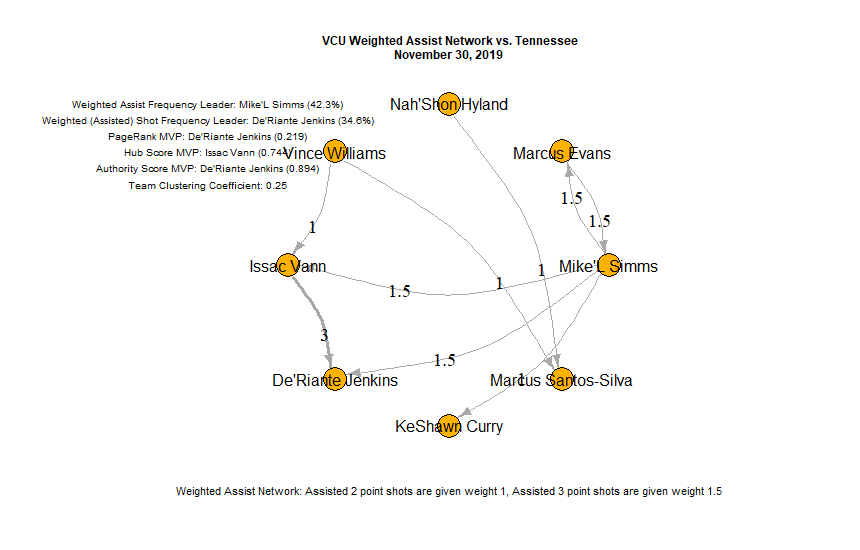 VCU Weighted Assist Network vs. Tennessee
November 30, 2019
Weighted Assist Frequency Leader: Mike'L Simms (42.3%)
Weighted (Assisted) Shot Frequency Leader: De'Riante Jenkins (34.6%)
PageRank MVP: De'Riante Jenkins (0.219)
Hub Score MVP: Issac Vann (0.744)
Authority Score MVP: De'Riante Jenkins (0.894)
Team Clustering Coefficient: 0.25
Nah'Shon Hyland
Vince Williams
Marcus Evans
1.5
1.5
1
Issac Vann
Mike'L Simms
1
1
1.5
3
1.5
De'Riante Jenkins
Marcus Santos-Silva
1
KeShawn Curry
Weighted Assist Network: Assisted 2 point shots are given weight 1, Assisted 3 point shots are given weight 1.5